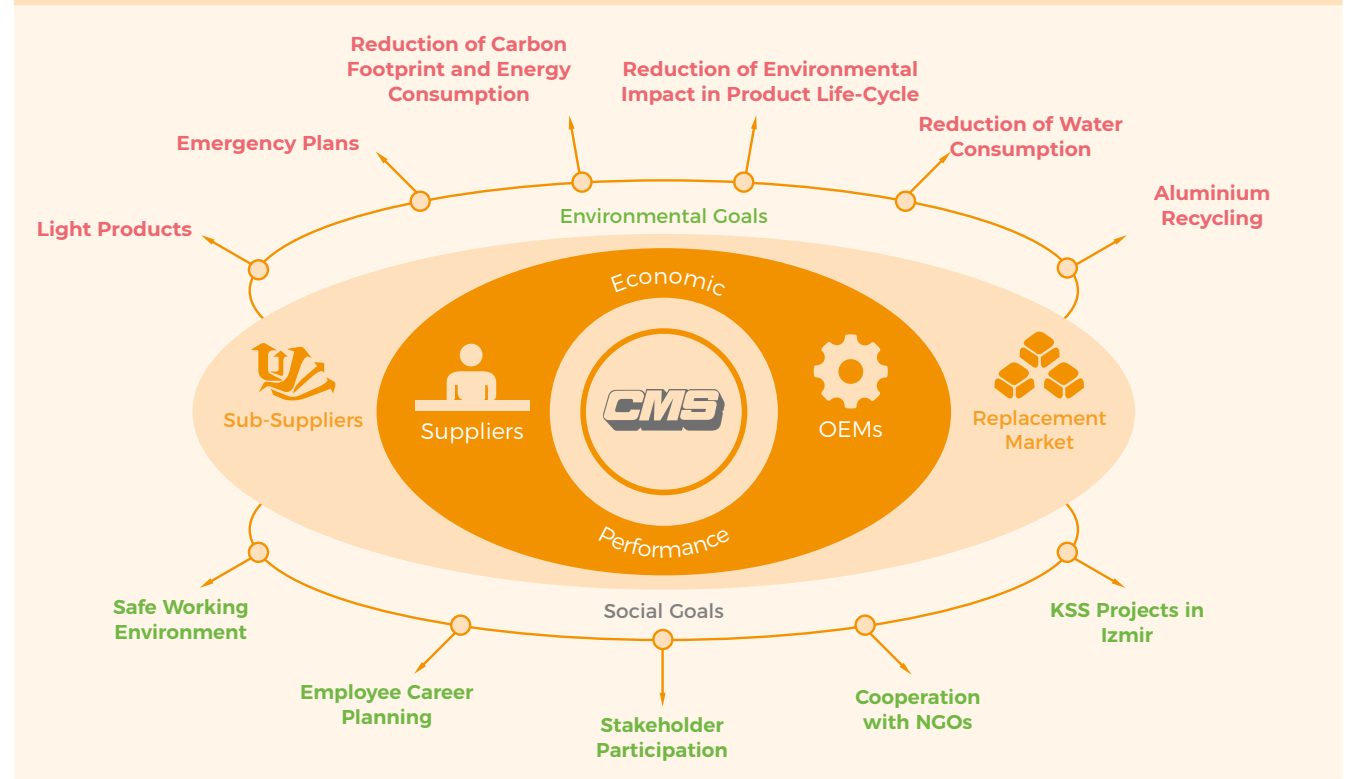 Reduction of Carbon
Footprint and Energy
Consumption
Reduction of Environmental
Impact in Product Life-Cycle
Reduction of Water
Consumption
Emergency Plans
Aluminium
Recycling
Light Products
Environmental Goals
Economic
CMS
Sub-Suppliers
Suppliers
OEMs
Replacement
Market
Performance
Social Goals
Safe Working
Environment
KSS Projects in
Izmir
Employee Career
Planning
Cooperation
with NGOs
Stakeholder
Participation